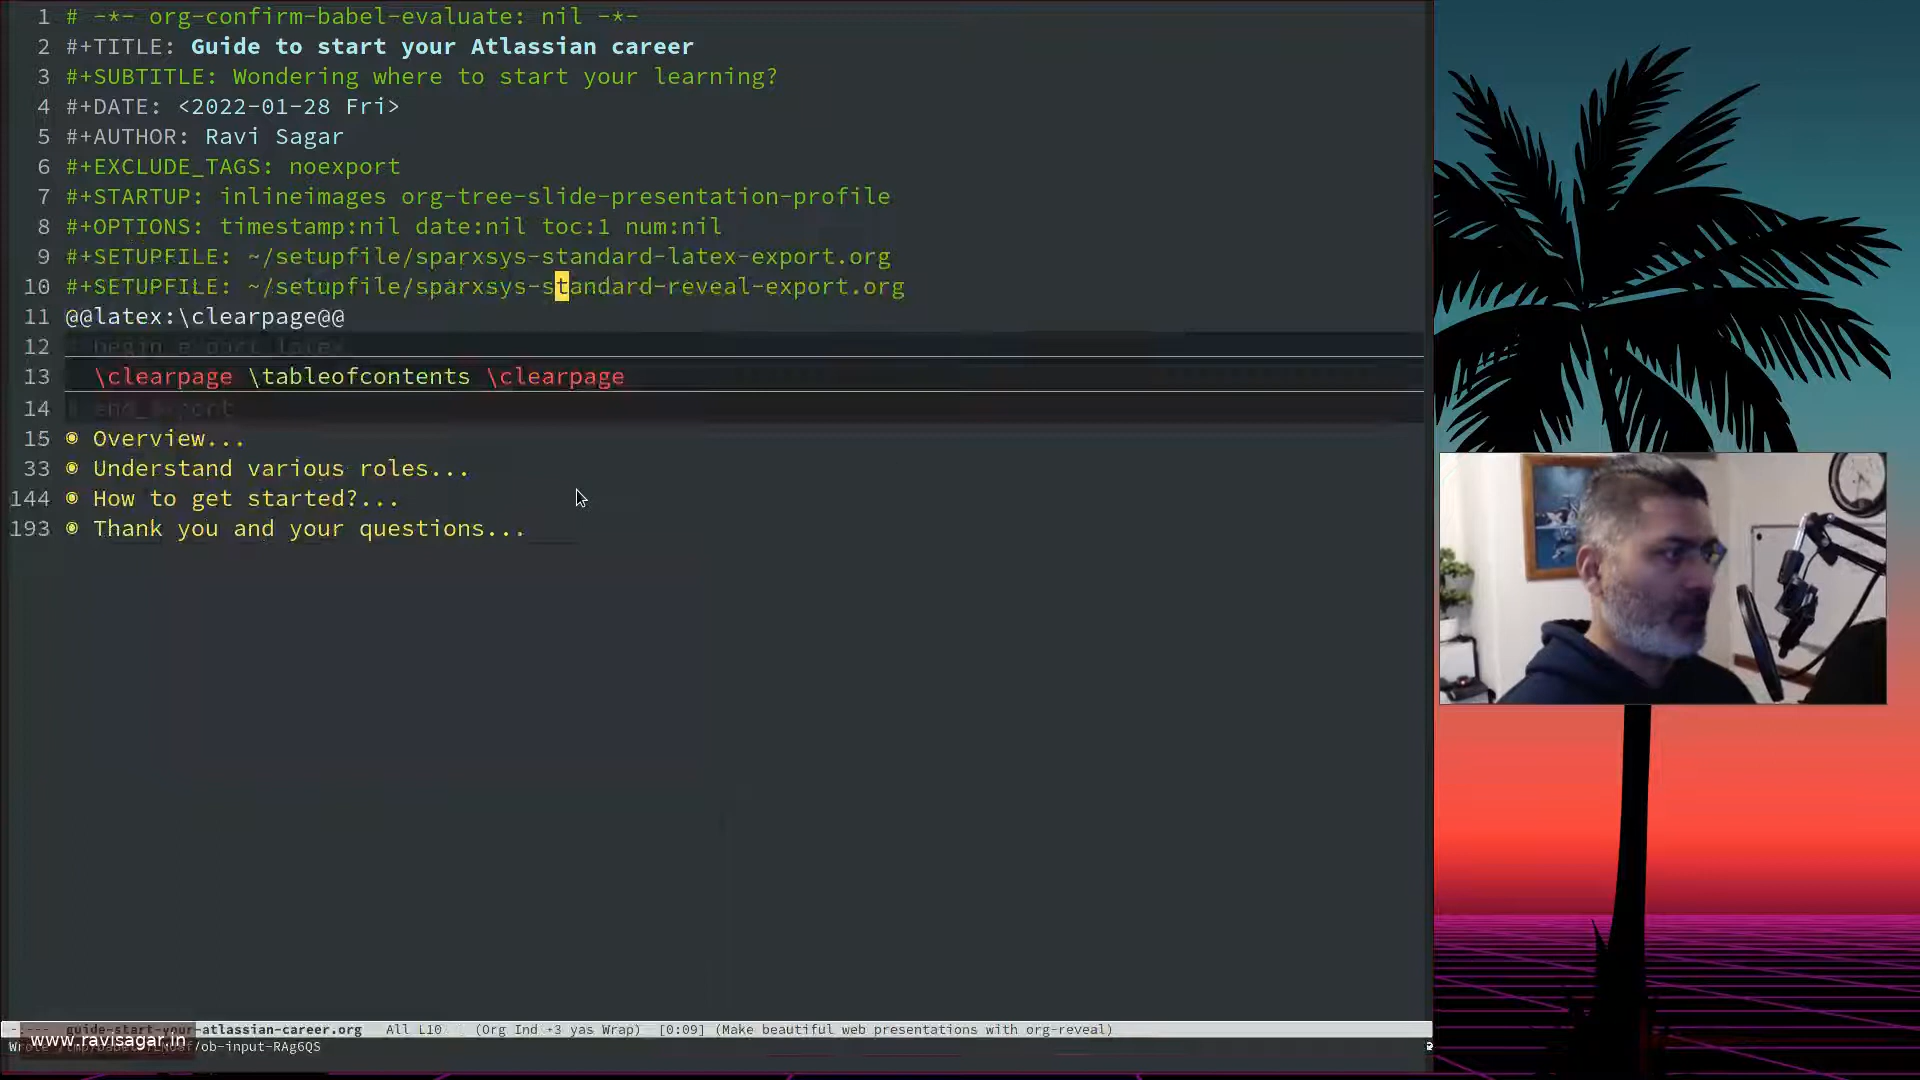 1 # -*- org-confirm-babel-evaluate: nil -*-
2 #+TITLE: Guide to start your Atlassian career
3 #+SUBTITLE: Wondering where to start your learning?
4 #+DATE: <2022-01-28 Fri>
5 #+AUTHOR: Ravi Sagar
6 #+EXCLUDE_TAGS: noexport
7 #+STARTUP: inlineimages org-tree-slide-presentation-profile
8 #+OPTIONS: timestamp:nil date:nil toc:1 num:nil
9 #+SETUPFILE: ~/setupfile/sparxsys-standard-latex-export.org
10 #+SETUPFILE: ~/setupfile/sparxsys-standard-reveal-export.org
11 @@latex:\clearpage@@
12 begin_export latex
13 \clearpage \tableofcontents \clearpage
14 end_export
15 Overview...
33 Understand various roles...
144 How to get started?...
193 Thank you and your questions...
guide-start-your-atlassian-career.org All L10 (Org Ind +3 yas Wrap) [0:09] (Make beautiful web presentations with org-reveal)
www.ravisagar.in
/ob-input-RAg6QS